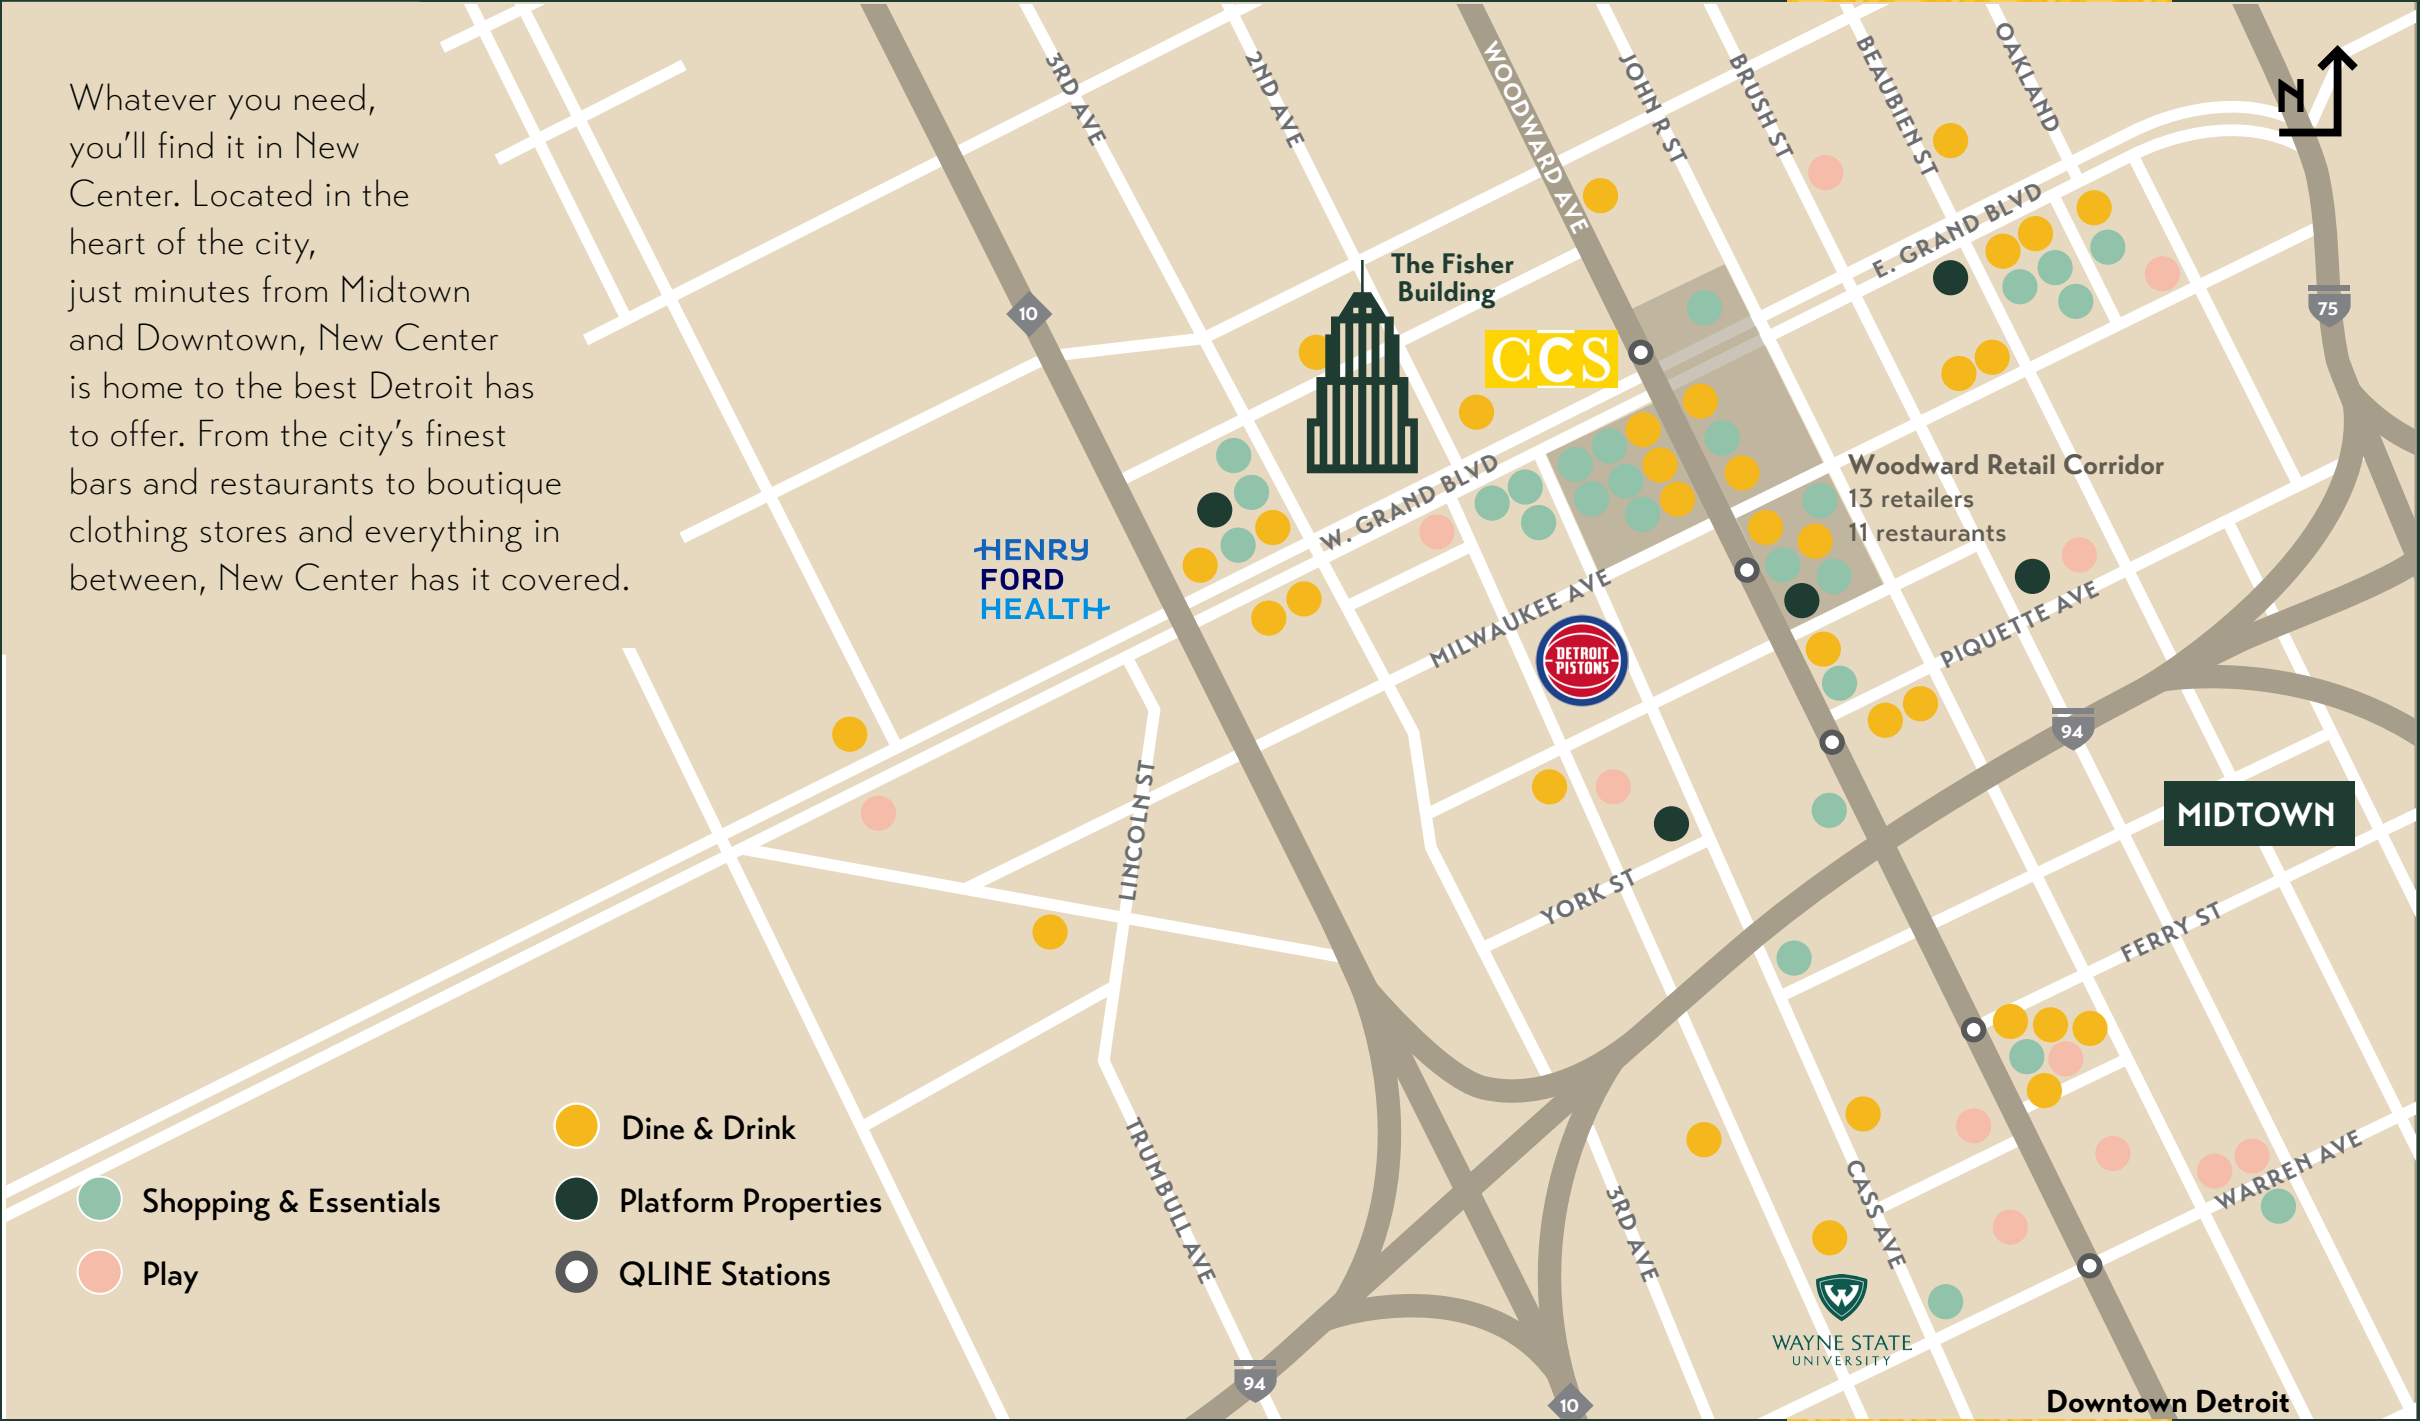 Whatever you need,
you'll find it in New
Center. Located in the
heart of the city,
just minutes from Midtown
and Downtown, New Center
is home to the best Detroit has
to offer. From the city's finest
bars and restaurants to boutique
clothing stores and everything in
between, New Center has it covered.
3RD AVE
2ND AVE
WOODWARD AVE
JOHN R ST
BRUSH ST
BEAUBIEN ST
OAKLAND
N
E. GRAND BLVD
The Fisher
Building
10
75
CCS
W. GRAND BLVD
Woodward Retail Corridor
13 retailers
11 restaurants
HENRY
FORD
HEALTH
MILWAUKEE AVE
PIQUETTE AVE
DETROIT
PISTONS
94
LINCOLN ST
MIDTOWN
YORK ST
FERRY ST
TRUMBULL AVE
3RD AVE
CASS AVE
WARREN AVE
Dine & Drink
Shopping & Essentials
Platform Properties
Play
QLINE Stations
W
WAYNE STATE
UNIVERSITY
94
10
Downtown Detroit